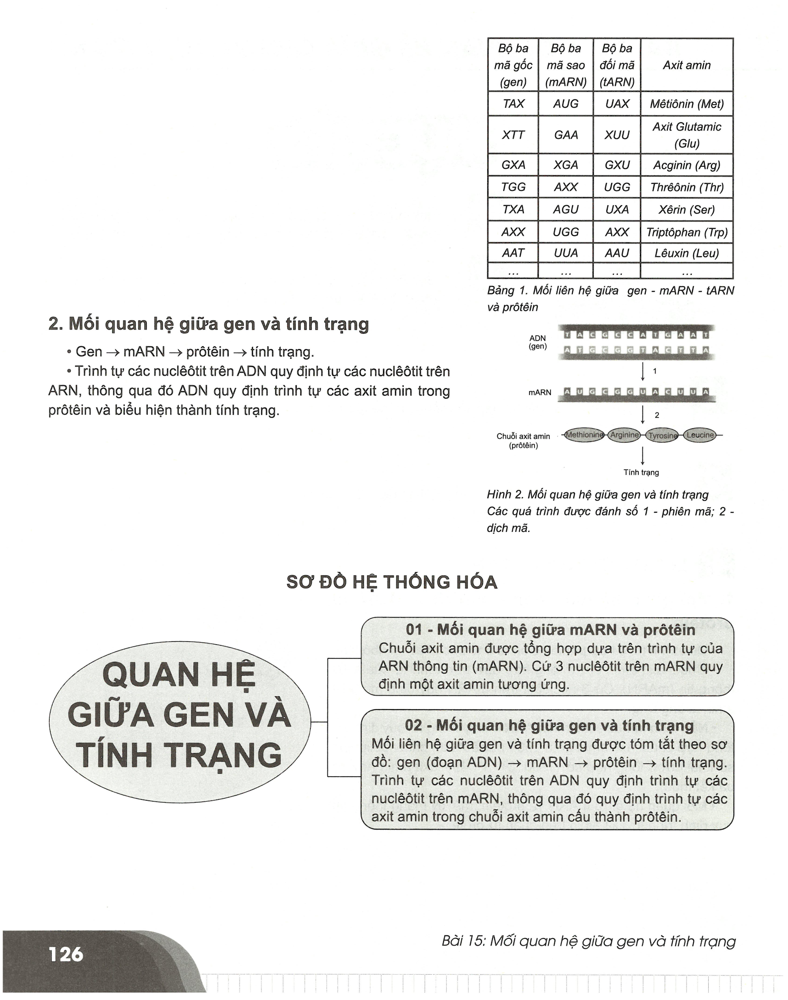 Bộ ba mã gốc (gen) Bộ ba mã sao (mARN) Bộ ba đối mã (tARN) Axit amin
TAX AUG UAX Mêtiônin (Met)
XTT GAA XUU Axit Glutamic (Glu)
GXA XGA GXU Acginin (Arg)
TGG AXX UGG Thrêônin (Thr)
TXA AGU UXA Xêrin (Ser)
AXX UGG AXX Triptôphan (Trp)
AAT UUA AAU Lêuxin (Leu)
... ... ... ...
Bảng 1. Mối liên hệ giữa gen - mARN - tARN
và prôtêin
2. Mối quan hệ giữa gen và tính trạng
• Gen → mARN → prôtêin → tính trạng.
• Trình tự các nuclêôtit trên ADN quy định tự các nuclêôtit trên
ARN, thông qua đó ADN quy định trình tự các axit amin trong
prôtêin và biểu hiện thành tính trạng.
ADN
(gen)
T A C G C C A T G A A T
A T G C G G T A C T T A
1
mARN
A U G C G G U A C U U A
2
Chuỗi axit amin
(prôtêin)
Methionine Arginine Tyrosine Leucine
Tính trạng
Hình 2. Mối quan hệ giữa gen và tính trạng
Các quá trình được đánh số 1 - phiên mã; 2 -
dịch mã.
SƠ ĐỒ HỆ THỐNG HÓA
QUAN HỆ
GIỮA GEN VÀ
TÍNH TRẠNG
01 - Mối quan hệ giữa mARN và prôtêin
Chuỗi axit amin được tổng hợp dựa trên trình tự của
ARN thông tin (mARN). Cứ 3 nuclêôtit trên mARN quy
định một axit amin tương ứng.
02 - Mối quan hệ giữa gen và tính trạng
Mối liên hệ giữa gen và tính trạng được tóm tắt theo sơ
đồ: gen (đoạn ADN) → mARN → prôtêin → tính trạng.
Trình tự các nuclêôtit trên ADN quy định trình tự các
nuclêôtit trên mARN, thông qua đó quy định trình tự các
axit amin trong chuỗi axit amin cấu thành prôtêin.
Bài 15: Mối quan hệ giữa gen và tính trạng
126